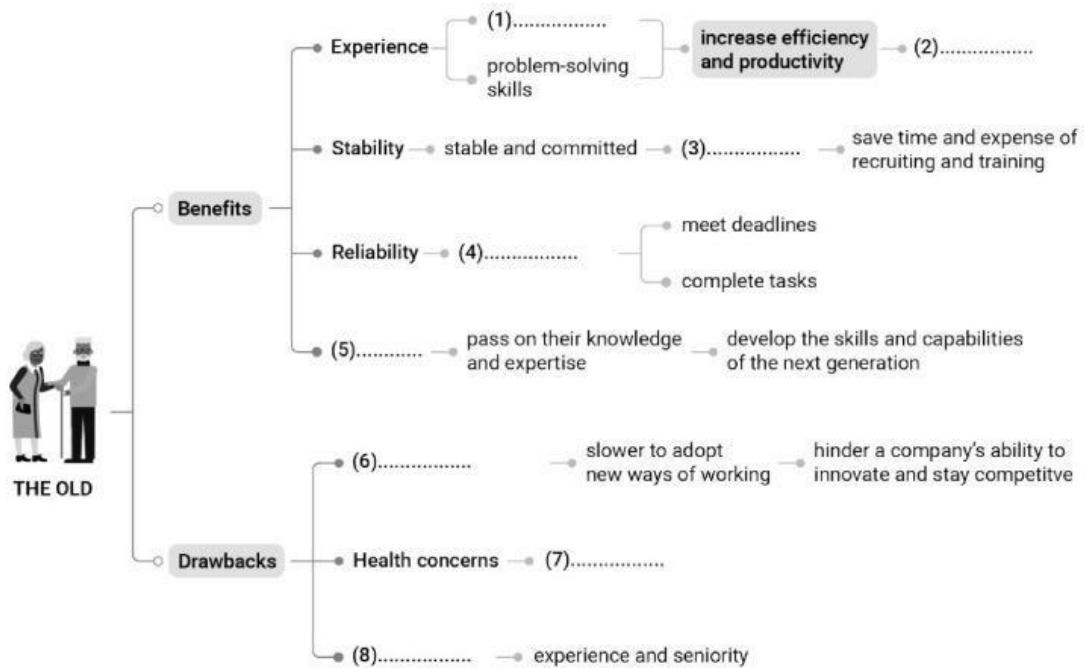 (1)................
Experience
problem-solving
skills
increase efficiency
and productivity
(2)................
Stability
stable and committed
(3)................
save time and expense of
recruiting and training
Benefits
Reliability
(4)................
meet deadlines
complete tasks
(5)............
pass on their knowledge
and expertise
develop the skills and capabilities
of the next generation
THE OLD
(6)................
slower to adopt
new ways of working
hinder a company's ability to
innovate and stay competitve
Drawbacks
Health concerns
(7)................
(8)................
experience and seniority